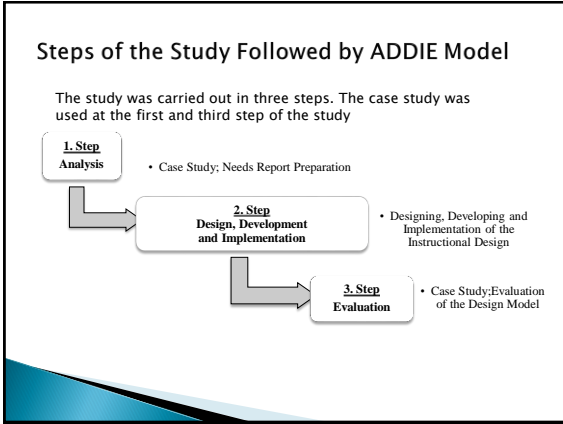 Steps of the Study Followed by ADDIE Model
The study was carried out in three steps. The case study was
used at the first and third step of the study
1. Step
Analysis
• Case Study; Needs Report Preparation
2. Step
Design, Development
and Implementation
• Designing, Developing and
Implementation of the
Instructional Design
3. Step
Evaluation
• Case Study;Evaluation
of the Design Model